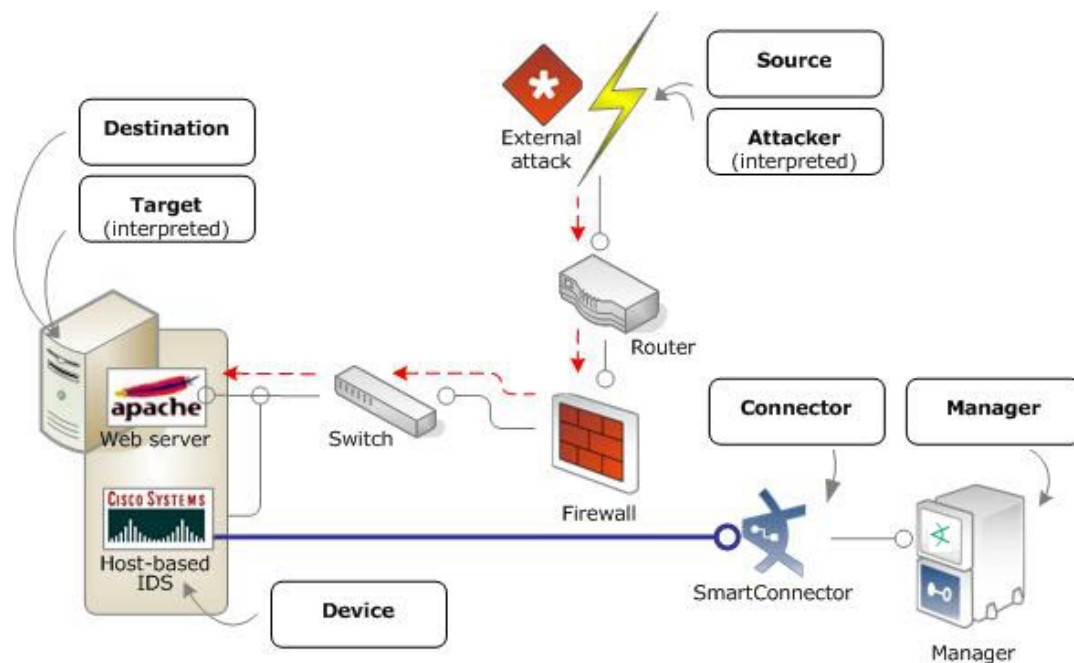 Source
External
attack
Attacker
(interpreted)
Destination
Target
(interpreted)
Router
apache
Web server
Switch
Firewall
Connector
Manager
CISCO SYSTEMS
Host-based
IDS
SmartConnector
Device
Manager